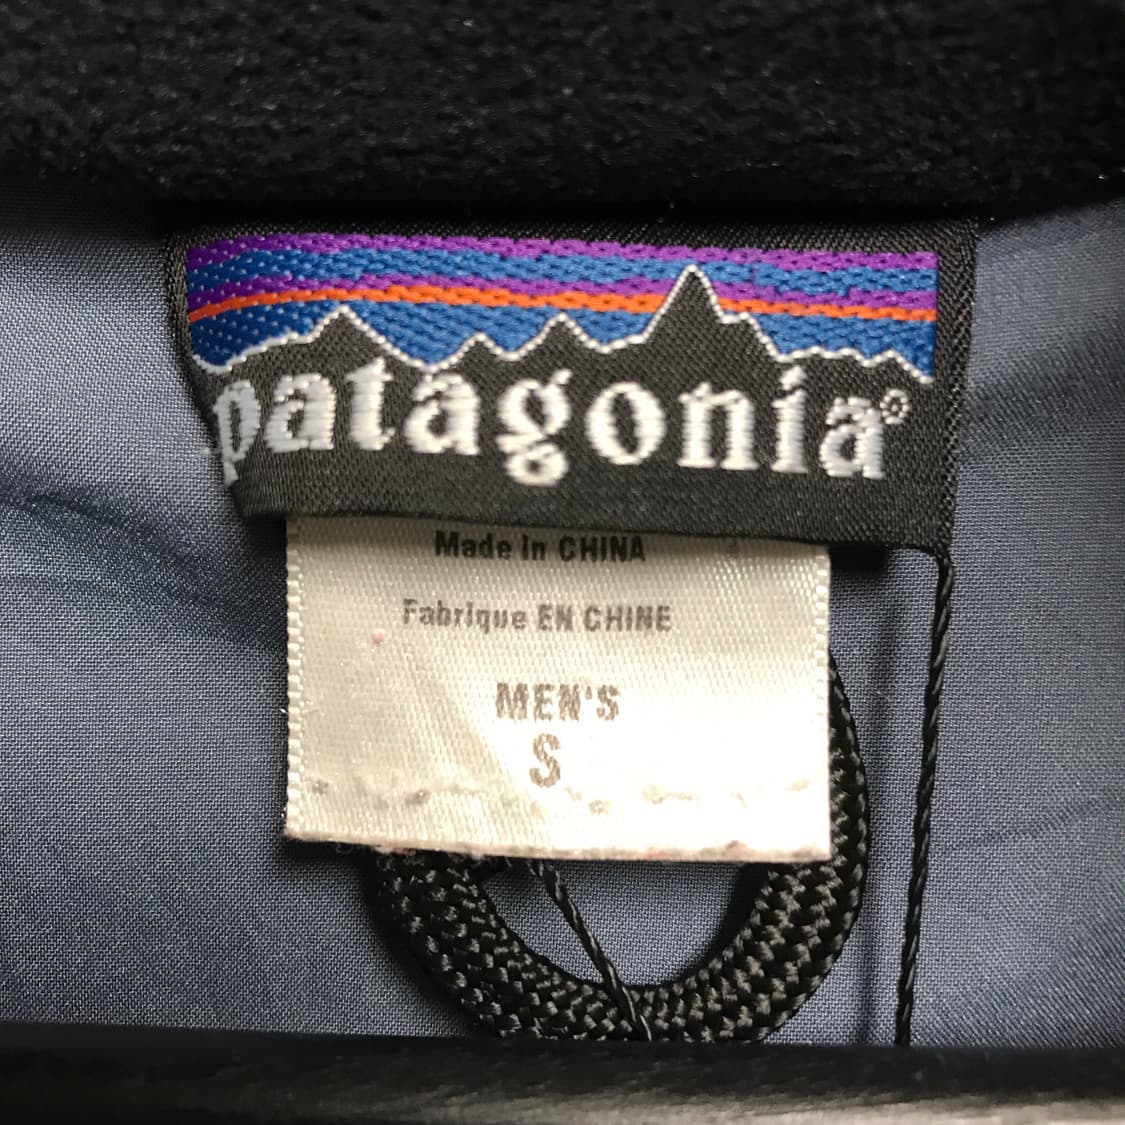 patagonia®
Made in CHINA
Fabrique EN CHINE
MEN'S
S